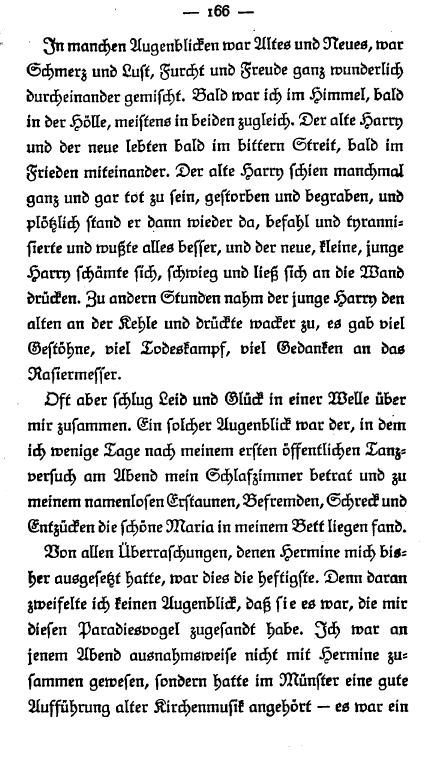 — 166 —
In manchen Augenblicken war Altes und Neues, war
Schmerz und Lust, Furcht und Freude ganz wunderlich
durcheinander gemischt. Bald war ich im Himmel, bald
in der Hölle, meistens in beiden zugleich. Der alte Harry
und der neue lebten bald im bittern Streit, bald im
Frieden miteinander. Der alte Harry schien manchmal
ganz und gar tot zu sein, gestorben und begraben, und
plötzlich stand er dann wieder da, befahl und tyranni-
sierte und wußte alles besser, und der neue, kleine, junge
Harry schämte sich, schwieg und ließ sich an die Wand
drücken. Zu andern Stunden nahm der junge Harry den
alten an der Kehle und drückte wacker zu, es gab viel
Gestöhne, viel Todeskampf, viel Gedanken an das
Rasiermesser.
Oft aber schlug Leid und Glück in einer Welle über
mir zusammen. Ein solcher Augenblick war der, in dem
ich wenige Tage nach meinem ersten öffentlichen Tanz-
versuch am Abend mein Schlafzimmer betrat und zu
meinem namenlosen Erstaunen, Befremden, Schreck und
Entzücken die schöne Maria in meinem Bett liegen fand.
Von allen Überraschungen, denen Hermine mich bis-
her ausgesetzt hatte, war dies die heftigste. Denn daran
zweifelte ich keinen Augenblick, daß sie es war, die mir
diesen Paradiesvogel zugesandt habe. Ich war an
jenem Abend ausnahmsweise nicht mit Hermine zu-
sammen gewesen, sondern hatte im Münster eine gute
Aufführung alter Kirchenmusik angehört — es war ein